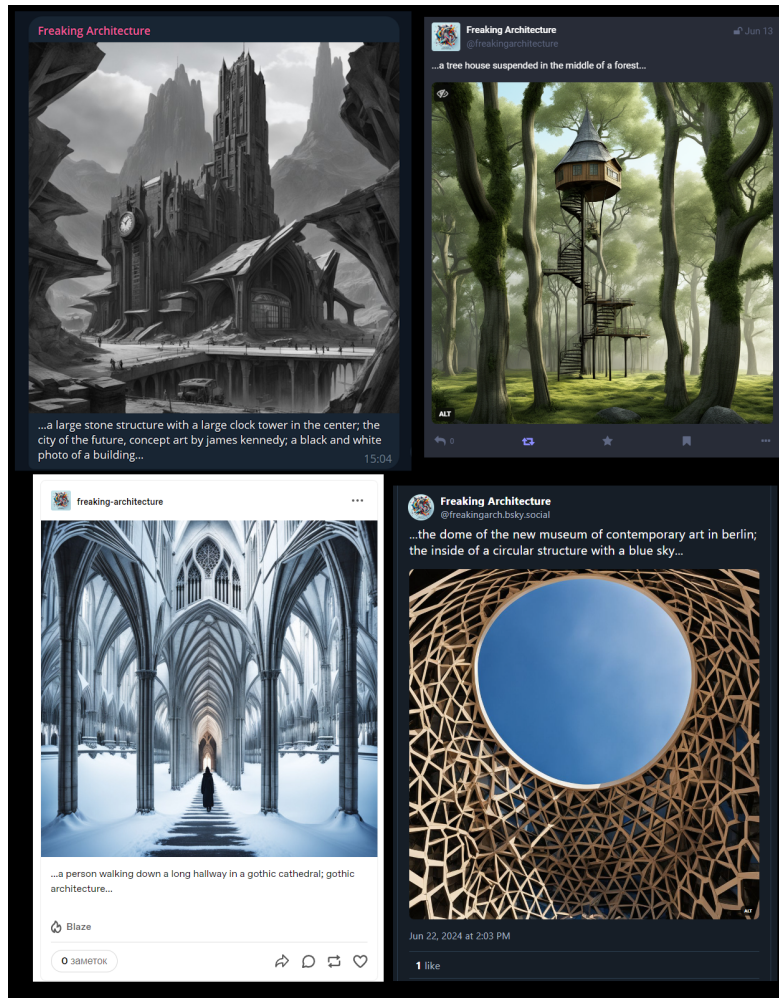 Freaking Architecture
...a large stone structure with a large clock tower in the center; the
city of the future, concept art by james kennedy; a black and white
photo of a building...
15:04
Freaking Architecture
@freakingarchitecture
Jun 13
...a tree house suspended in the middle of a forest...
ALT
0
freaking-architecture
...a person walking down a long hallway in a gothic cathedral; gothic
architecture...
Blaze
0 заметок
Freaking Architecture
@freakingarch.bsky.social
...the dome of the new museum of contemporary art in berlin;
the inside of a circular structure with a blue sky...
ALT
Jun 22, 2024 at 2:03 PM
1 like